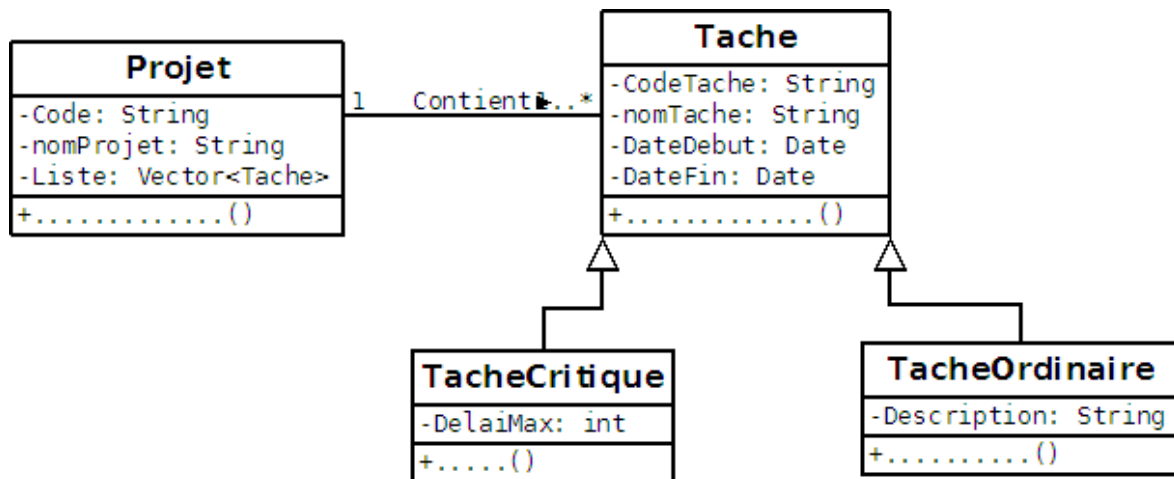 Projet
-Code: String
-nomProjet: String
-Liste: Vector<Tache>
+.............()
1 Contient ..*
Tache
-CodeTache: String
-nomTache: String
-DateDebut: Date
-DateFin: Date
+.............()
TacheCritique
-DelaiMax: int
+.....()
TacheOrdinaire
-Description: String
+..........()